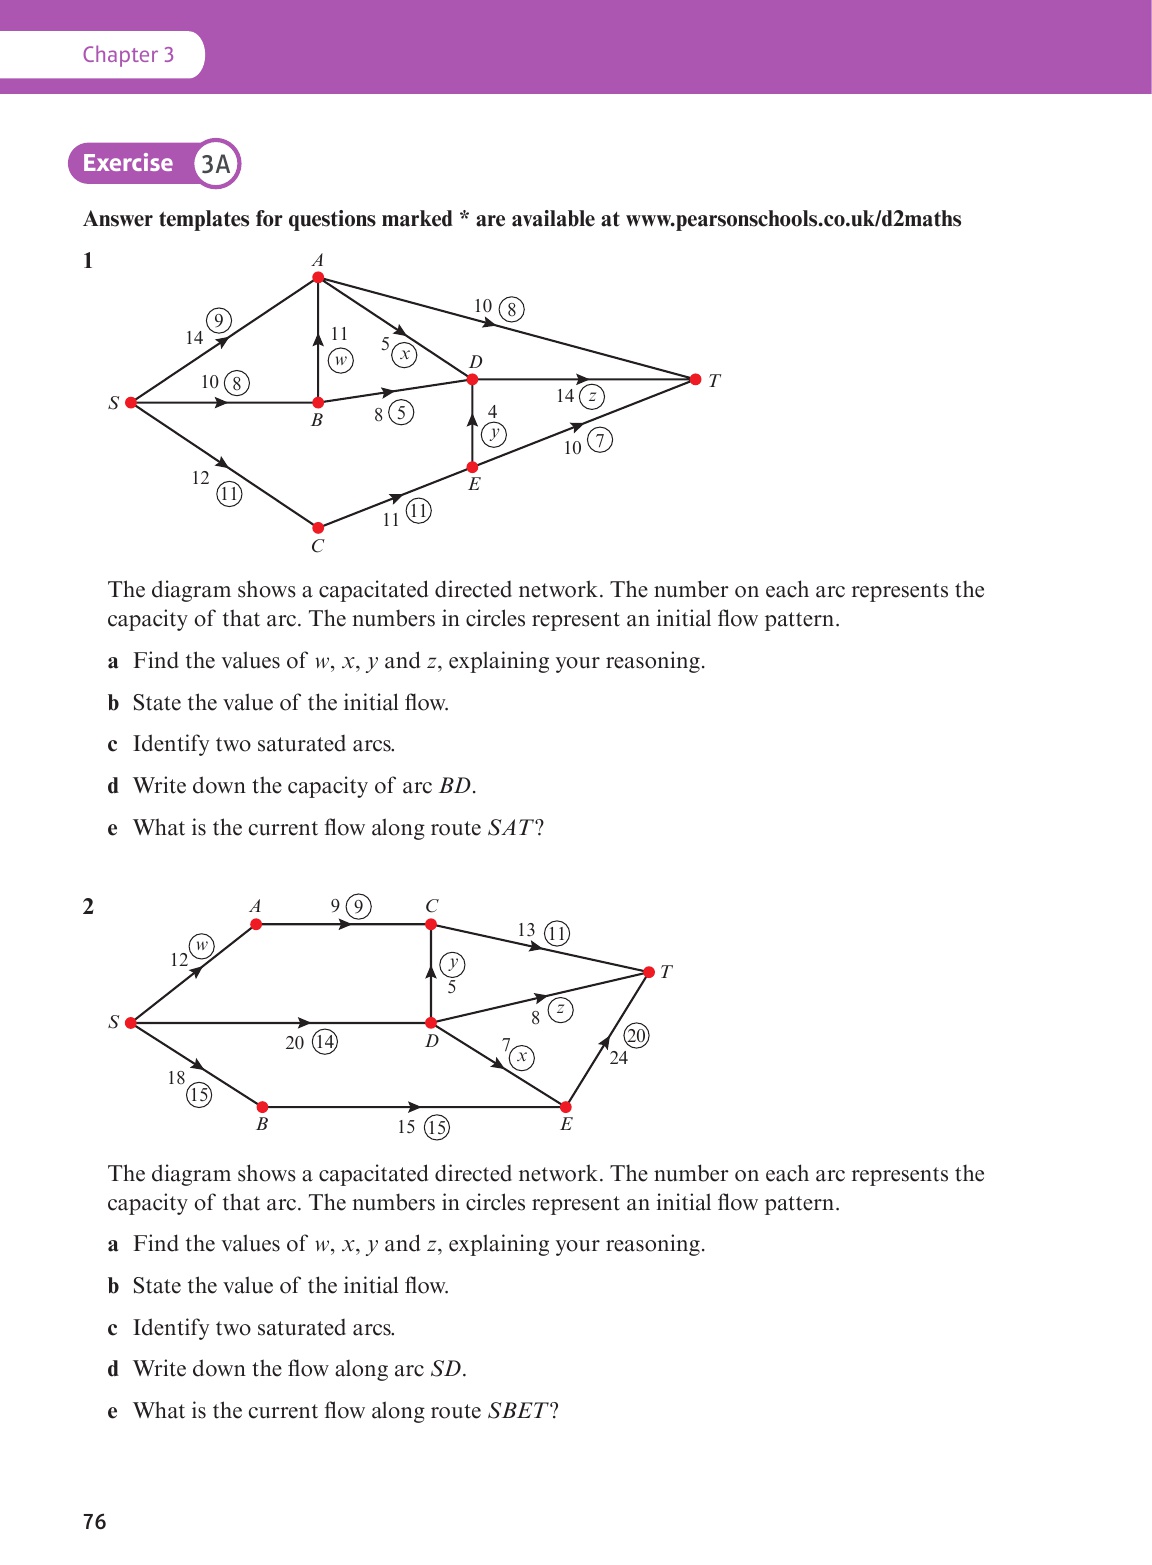 Chapter 3
Exercise 3A
Answer templates for questions marked * are available at www.pearsonschools.co.uk/d2maths
1
A
9
14
10 8
11
w
5 x
10 8
S
B
8 5
D
14 z
T
4
y
10 7
E
12
11
11 11
C
The diagram shows a capacitated directed network. The number on each arc represents the
capacity of that arc. The numbers in circles represent an initial flow pattern.
a Find the values of w, x, y and z, explaining your reasoning.
b State the value of the initial flow.
c Identify two saturated arcs.
d Write down the capacity of arc BD.
e What is the current flow along route SAT?
2
A
9 9
C
13 11
12 w
y
5
T
S
20 14
D
8 z
7 x
20
24
18
15
B
15 15
E
The diagram shows a capacitated directed network. The number on each arc represents the
capacity of that arc. The numbers in circles represent an initial flow pattern.
a Find the values of w, x, y and z, explaining your reasoning.
b State the value of the initial flow.
c Identify two saturated arcs.
d Write down the flow along arc SD.
e What is the current flow along route SBET?
76